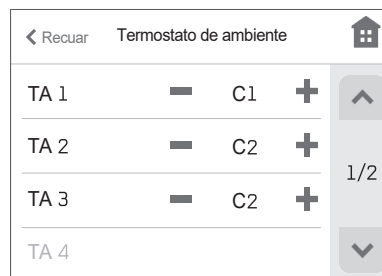 Recuar Termostato de ambiente
TA 1 C1
TA 2 C2
1/2
TA 3 C2
TA 4